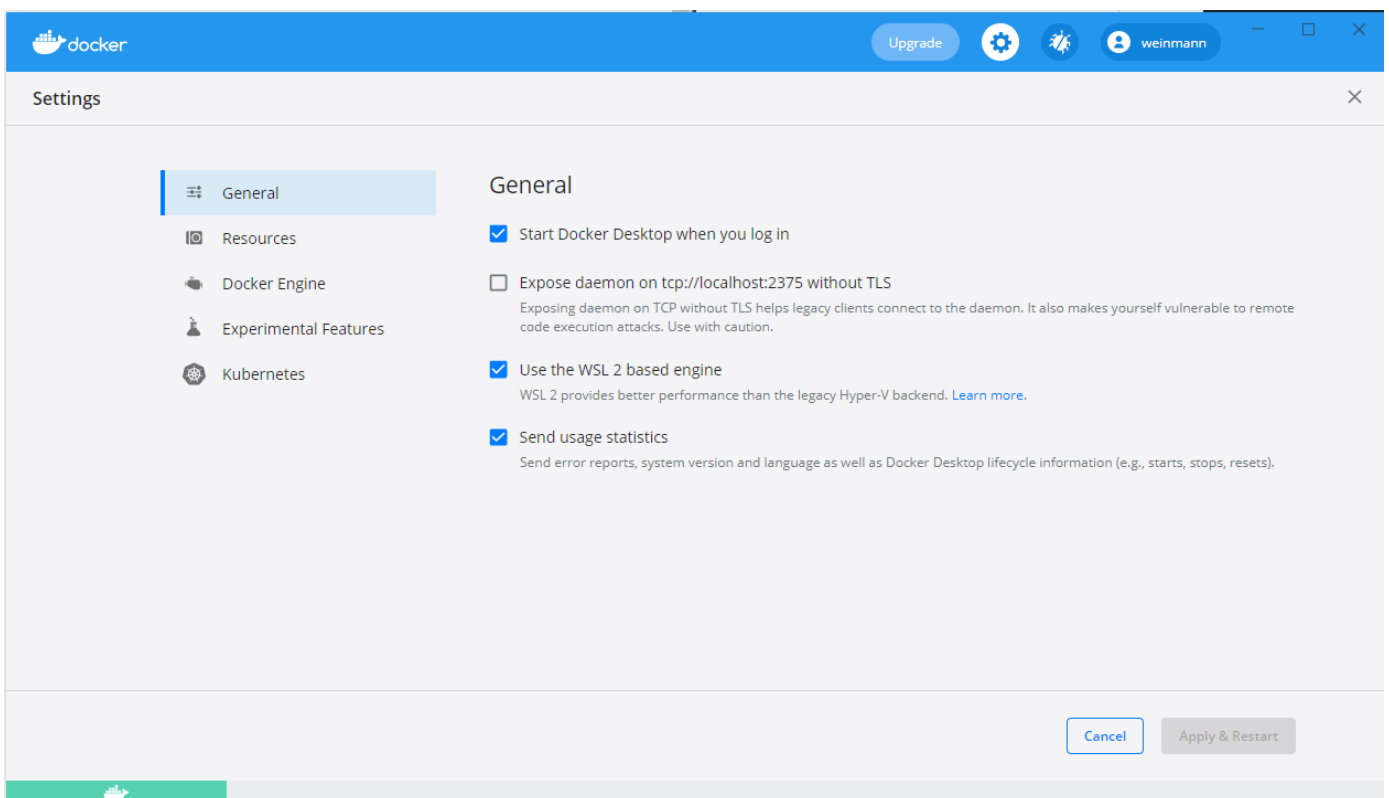 docker
Upgrade
weinmann
Settings
General
Resources
Docker Engine
Experimental Features
Kubernetes
General
Start Docker Desktop when you log in
Expose daemon on tcp://localhost:2375 without TLS
Exposing daemon on TCP without TLS helps legacy clients connect to the daemon. It also makes yourself vulnerable to remote
code execution attacks. Use with caution.
Use the WSL 2 based engine
WSL 2 provides better performance than the legacy Hyper-V backend. Learn more.
Send usage statistics
Send error reports, system version and language as well as Docker Desktop lifecycle information (e.g., starts, stops, resets).
Cancel
Apply & Restart